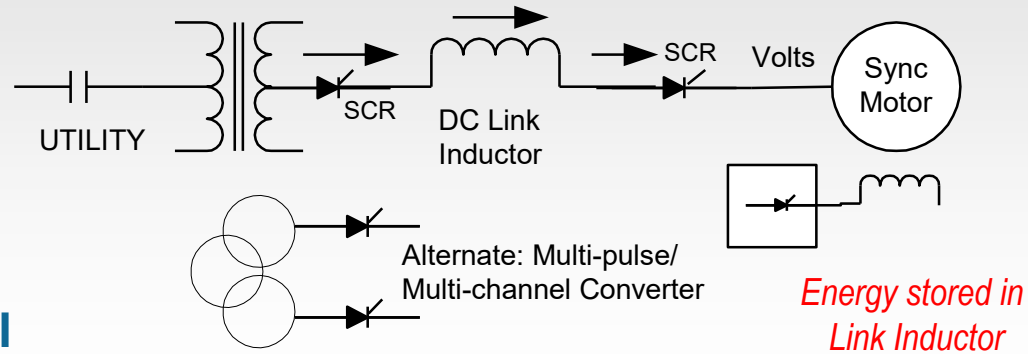 UTILITY
SCR
DC Link
Inductor
SCR
Volts
Sync
Motor
Alternate: Multi-pulse/
Multi-channel Converter
Energy stored in
Link Inductor